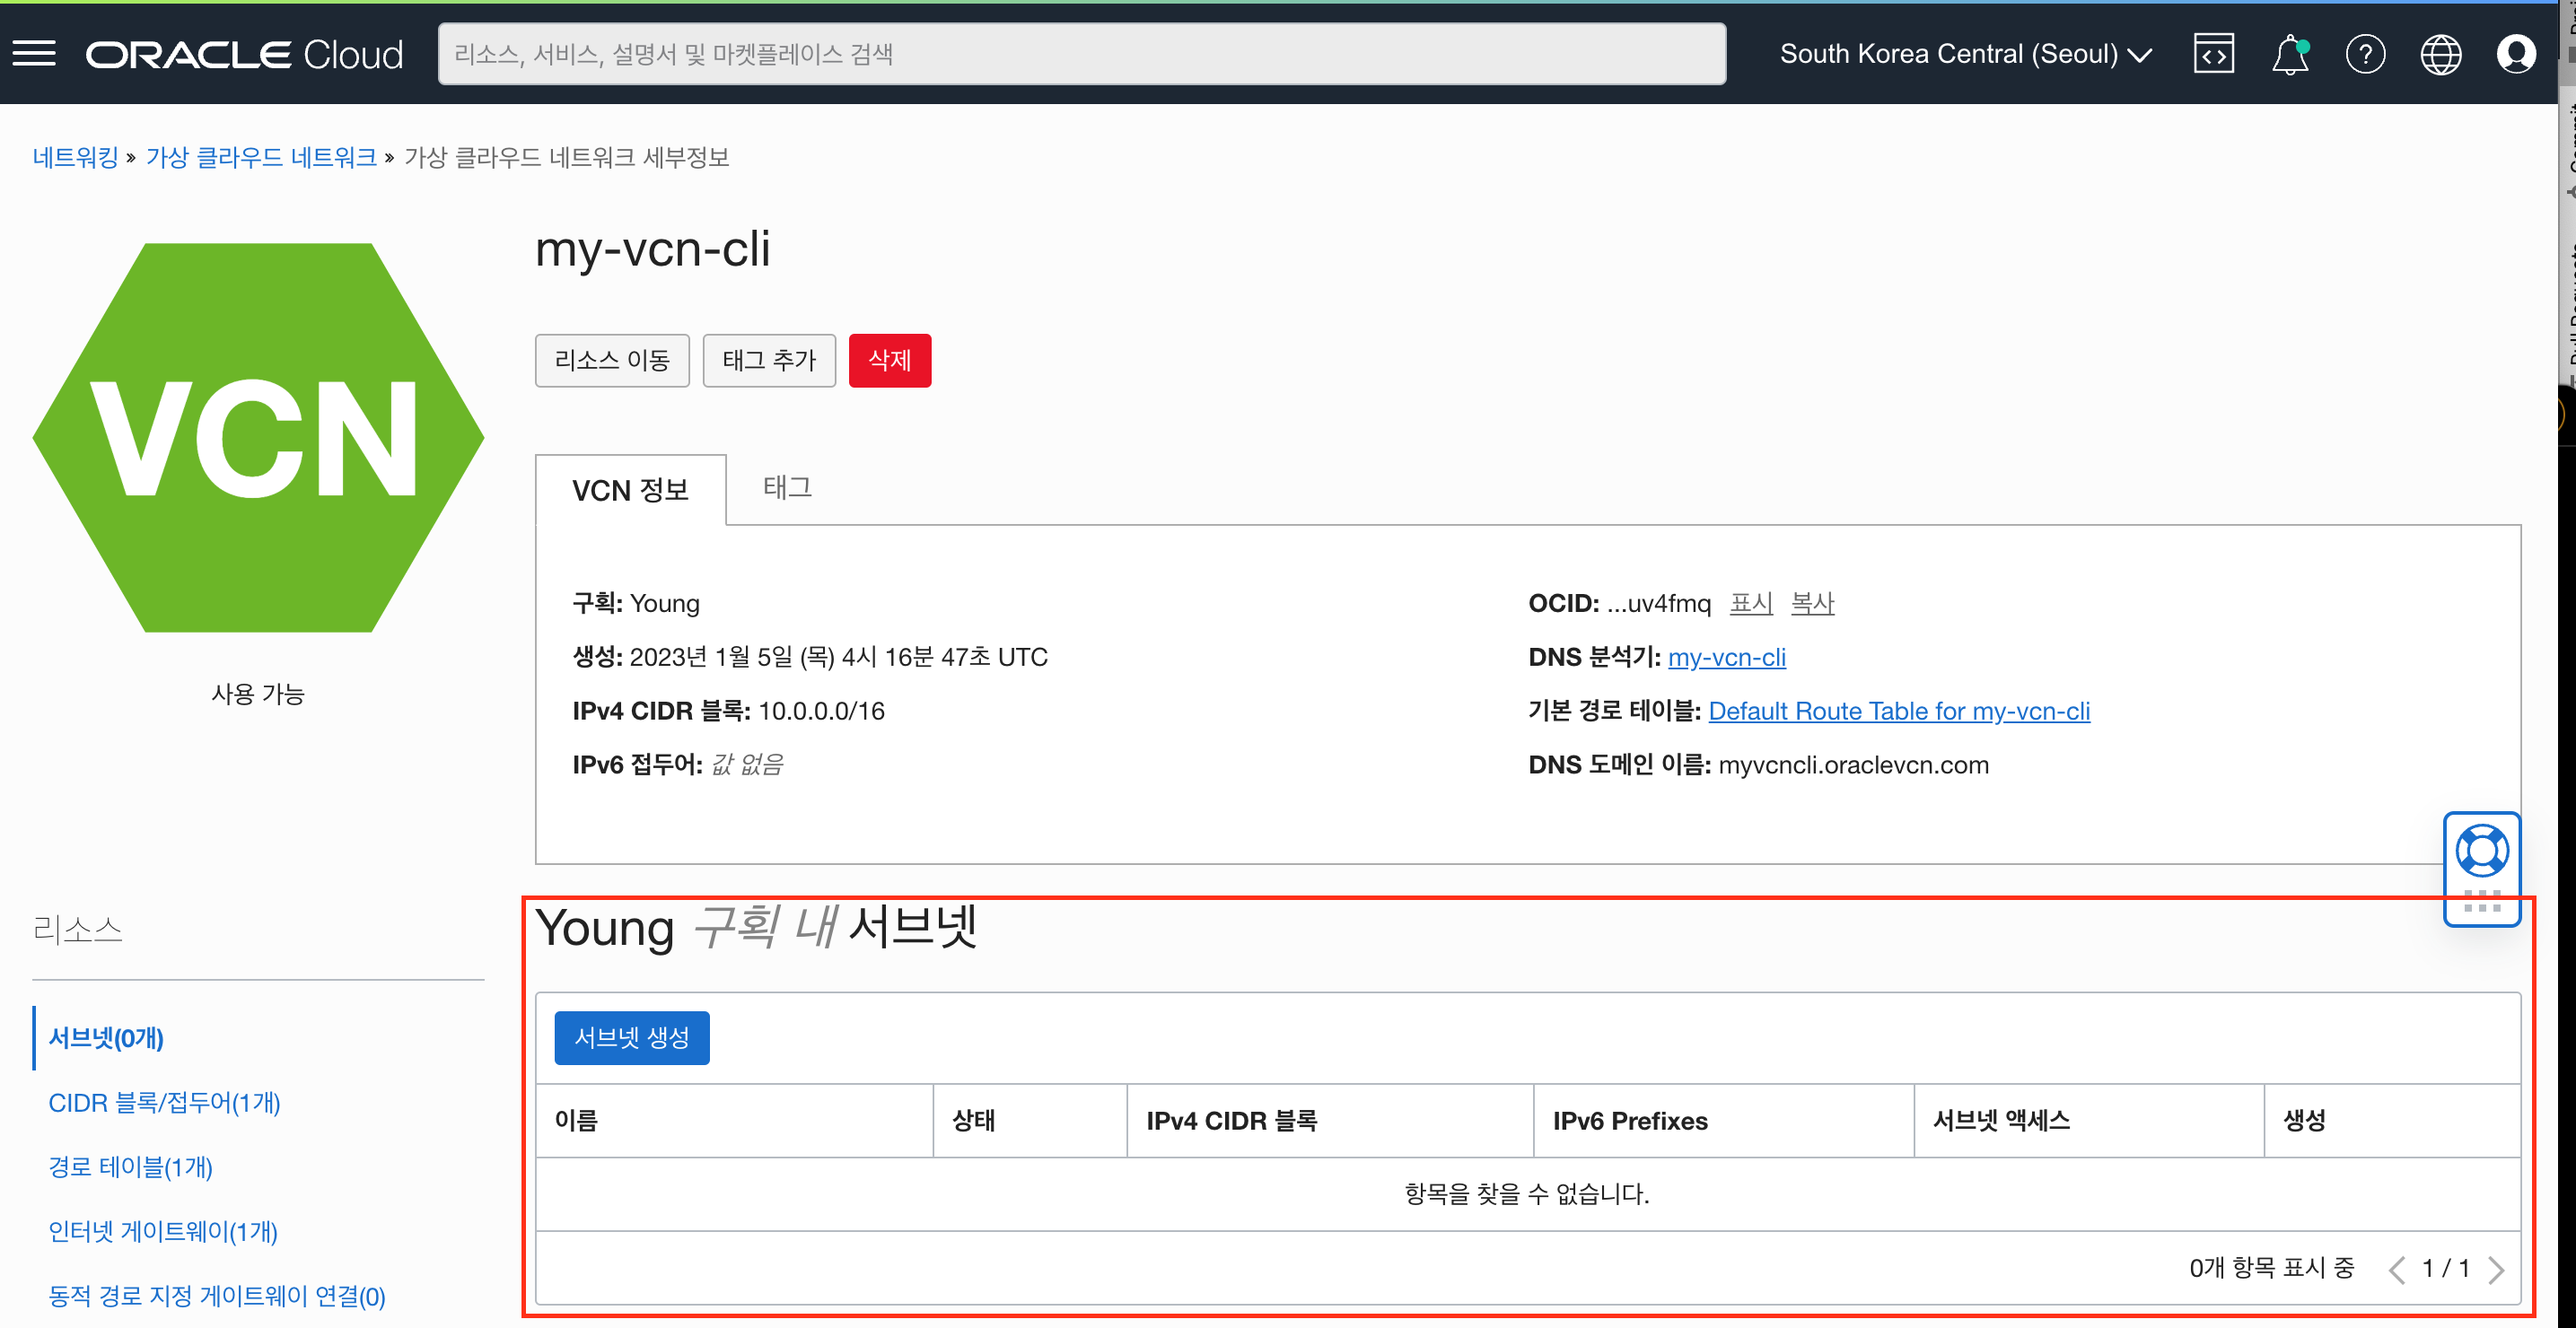 ORACLE Cloud
리소스, 서비스, 설명서 및 마켓플레이스 검색
South Korea Central (Seoul)
네트워킹 » 가상 클라우드 네트워크 » 가상 클라우드 네트워크 세부정보
VCN
사용 가능
my-vcn-cli
리소스 이동
태그 추가
삭제
VCN 정보
태그
구획: Young
생성: 2023년 1월 5일 (목) 4시 16분 47초 UTC
IPv4 CIDR 블록: 10.0.0.0/16
IPv6 접두어: 값 없음
OCID: ...uv4fmq 표시 복사
DNS 분석기: my-vcn-cli
기본 경로 테이블: Default Route Table for my-vcn-cli
DNS 도메인 이름: myvcncli.oraclevcn.com
리소스
서브넷(0개)
CIDR 블록/접두어(1개)
경로 테이블(1개)
인터넷 게이트웨이(1개)
동적 경로 지정 게이트웨이 연결(0)
Young 구획 내 서브넷
서브넷 생성
이름 상태 IPv4 CIDR 블록 IPv6 Prefixes 서브넷 액세스 생성
항목을 찾을 수 없습니다.
0개 항목 표시 중 1 / 1